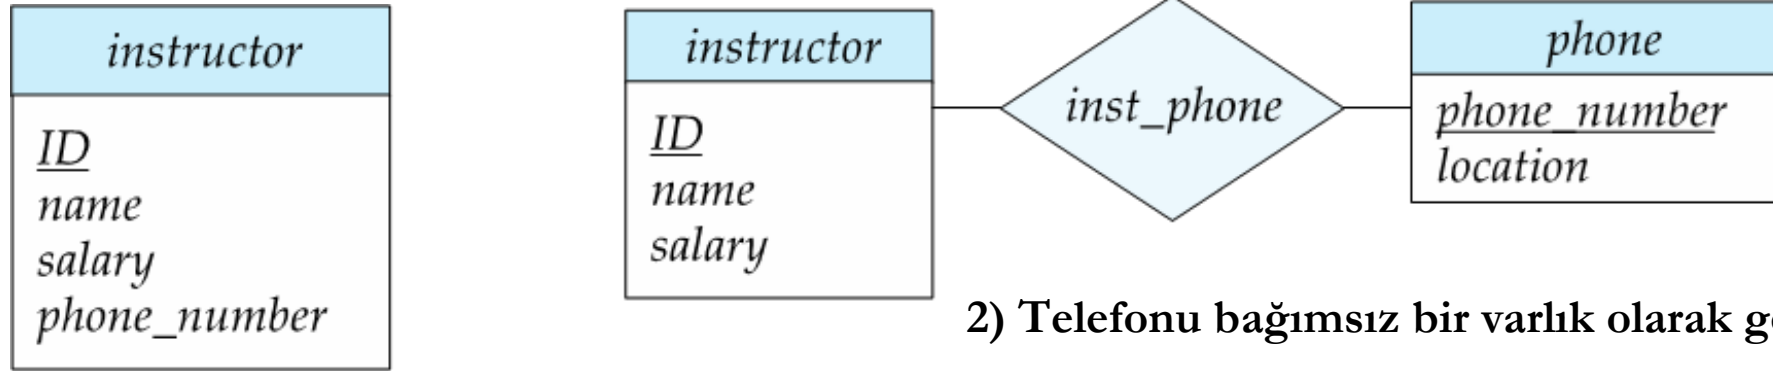 instructor
ID
name
salary
phone_number
instructor
ID
name
salary
inst_phone
phone
phone_number
location
2) Telefonu bağımsız bir varlık olarak